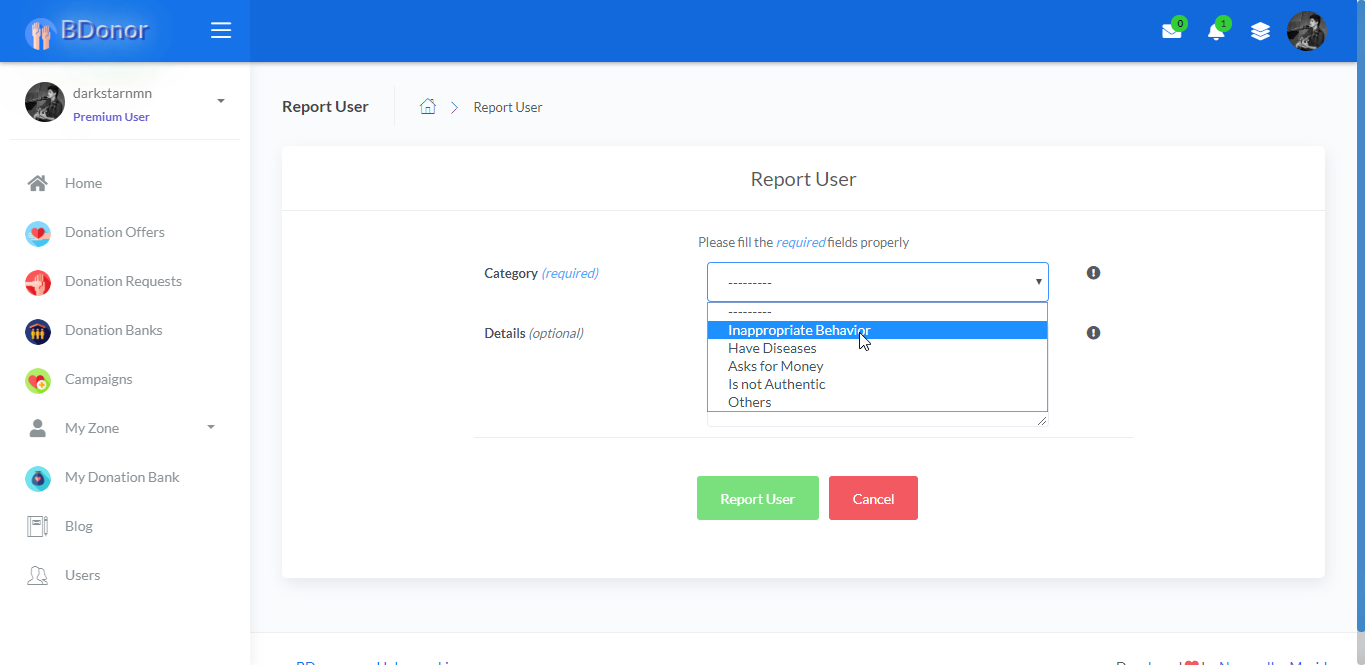 BDonor
0
1
darkstarnmn
Premium User
Report User
Report User
Home
Donation Offers
Donation Requests
Donation Banks
Campaigns
My Zone
My Donation Bank
Blog
Users
Report User
Please fill the required fields properly
Category (required)
---------
---------
Inappropriate Behavior
Have Diseases
Asks for Money
Is not Authentic
Others
Details (optional)
Report User
Cancel